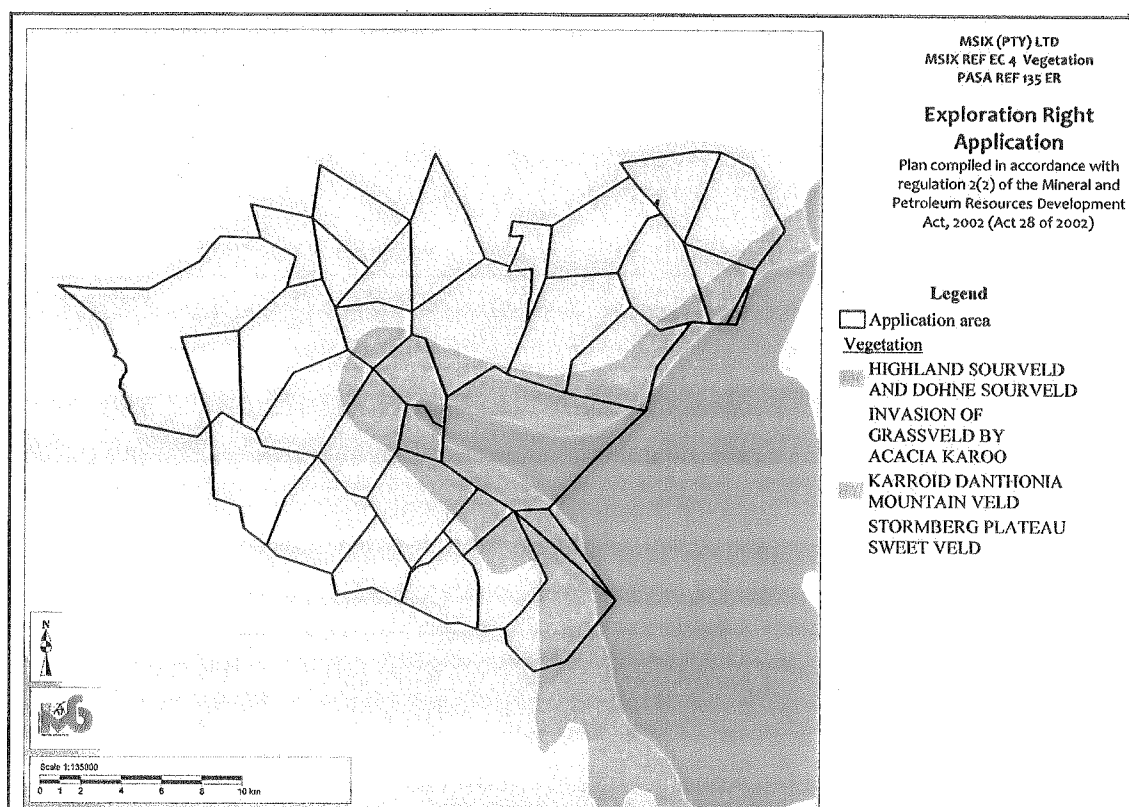 MSIX (PTY) LTD
MSIX REF EC 4 Vegetation
PASA REF 135 ER
Exploration Right
Application
Plan compiled in accordance with
regulation 2(2) of the Mineral and
Petroleum Resources Development
Act, 2002 (Act 28 of 2002)
Legend
Application area
Vegetation
HIGHLAND SOURVELD
AND DOHNE SOURVELD
INVASION OF
GRASSVELD BY
ACACIA KAROO
KARROID DANTHONIA
MOUNTAIN VELD
STORMBERG PLATEAU
SWEET VELD
N
Scale 1:135000
0 1 2 4 6 8 10 km